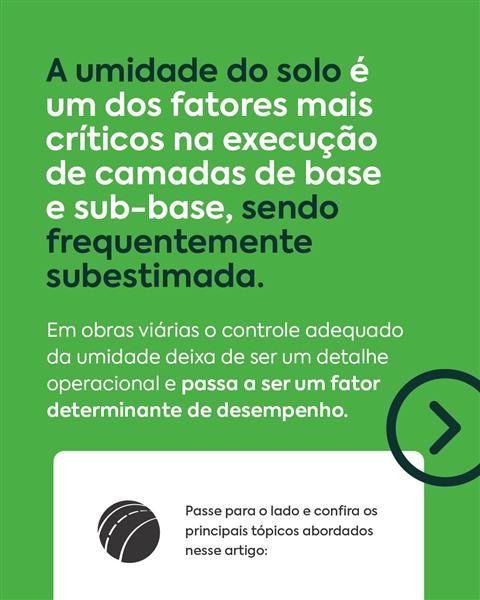 A umidade do solo é
um dos fatores mais
críticos na execução
de camadas de base
e sub-base, sendo
frequentemente
subestimada.
Em obras viárias o controle adequado
da umidade deixa de ser um detalhe
operacional e passa a ser um fator
determinante de desempenho.
Passe para o lado e confira os
principais tópicos abordados
nesse artigo: